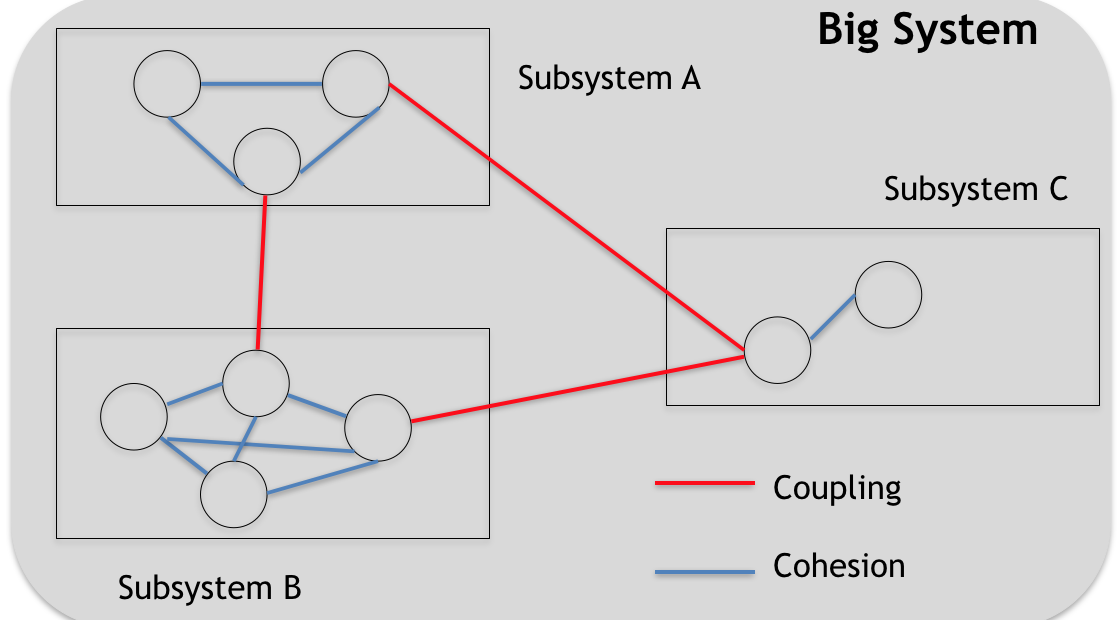 Big System
Subsystem A
Subsystem C
Coupling
Cohesion
Subsystem B